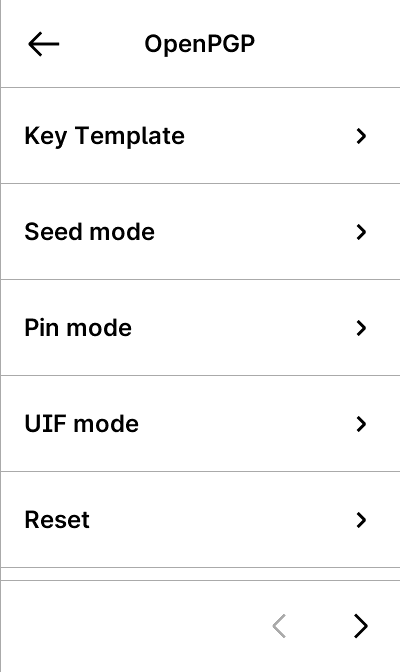 OpenPGP
Key Template
Seed mode
Pin mode
UIF mode
Reset